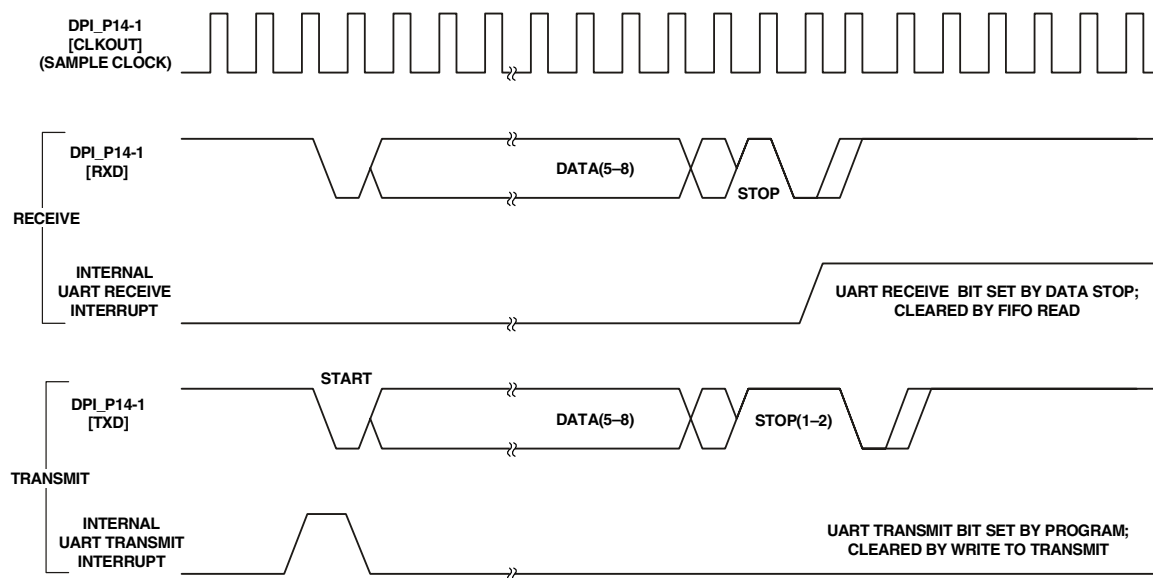 DPI_P14-1
[CLKOUT]
(SAMPLE CLOCK)
DPI_P14-1
[RXD]
DATA(5–8)
STOP
RECEIVE
INTERNAL
UART RECEIVE
INTERRUPT
UART RECEIVE BIT SET BY DATA STOP;
CLEARED BY FIFO READ
START
DPI_P14-1
[TXD]
DATA(5–8)
STOP(1–2)
TRANSMIT
INTERNAL
UART TRANSMIT
INTERRUPT
UART TRANSMIT BIT SET BY PROGRAM;
CLEARED BY WRITE TO TRANSMIT